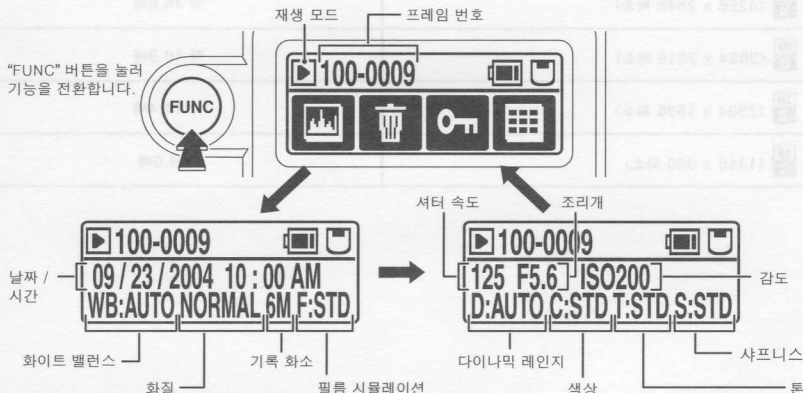 재생 모드
프레임 번호
“FUNC” 버튼을 눌러
기능을 전환합니다.
FUNC
100-0009
셔터 속도
조리개
100-0009
09 / 23 / 2004 10 : 00 AM
WB:AUTO NORMAL 6M F:STD
날짜 /
시간
화이트 밸런스
화질
기록 화소
필름 시뮬레이션
100-0009
125 F5.6 ISO200
D:AUTO C:STD T:STD S:STD
감도
다이나믹 레인지
색상
샤프니스
톤